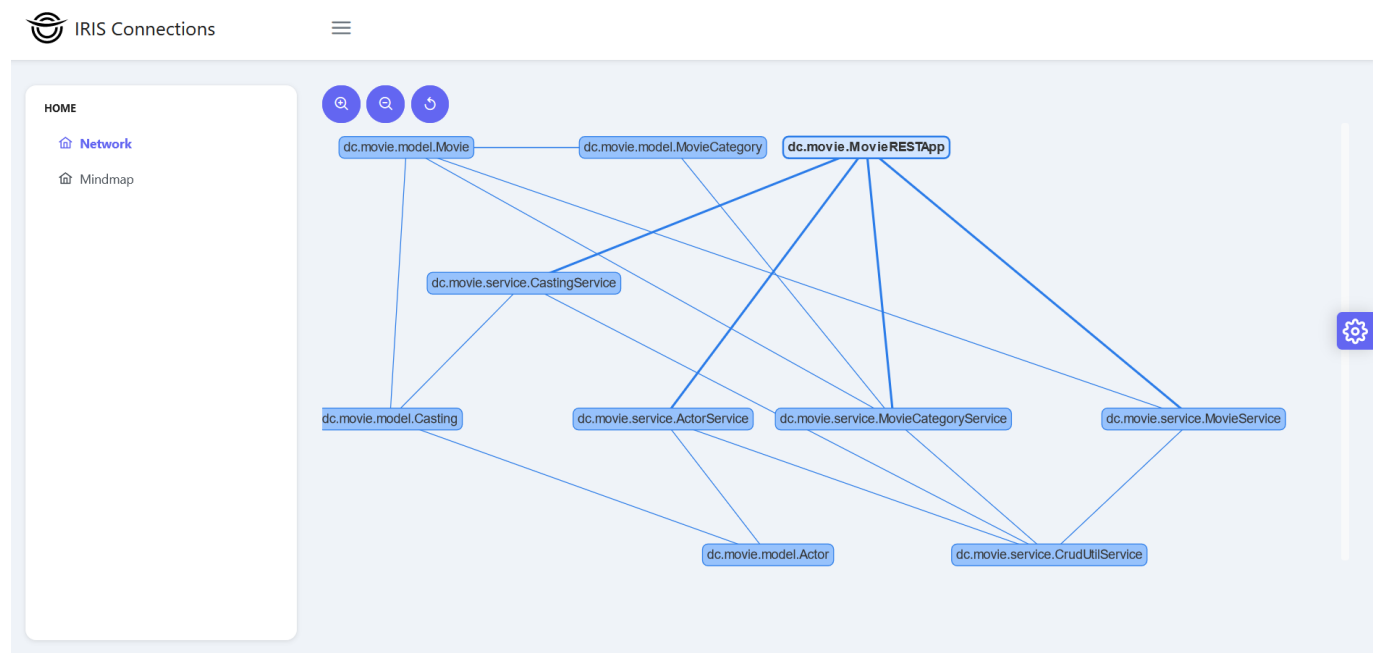 IRIS Connections
HOME
Network
Mindmap
dc.movie.model.Movie
dc.movie.model.MovieCategory
dc.movie.MovieRESTApp
dc.movie.service.CastingService
dc.movie.model.Casting
dc.movie.service.ActorService
dc.movie.service.MovieCategoryService
dc.movie.service.MovieService
dc.movie.model.Actor
dc.movie.service.CrudUtilService